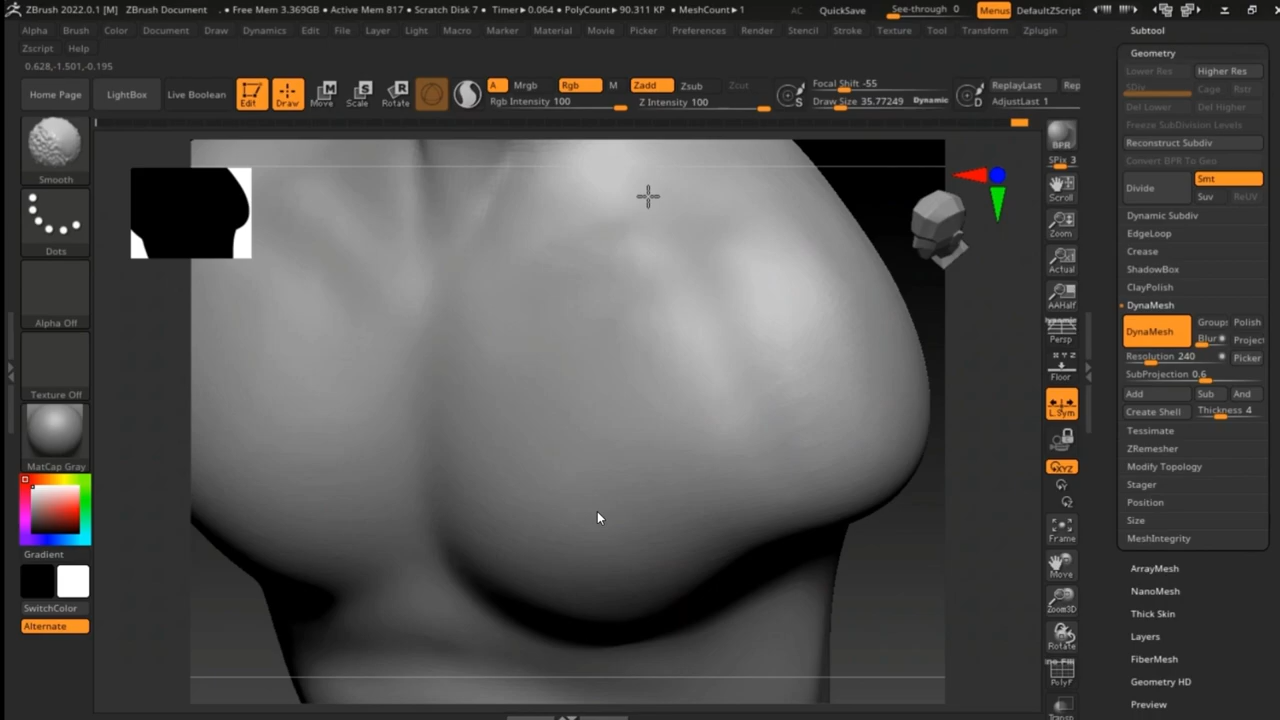 ZBrush 2022.0.1 [M] ZBrush Document . • Free Mem 3.369GB • Active Mem 817 • Scratch Disk 7 • Timer▶0.064 • PolyCount▶90.311 KP • MeshCount▶1 AC QuickSave See-through 0 Menus DefaultZScript
Alpha Brush Color Document Draw Dynamics Edit File Layer Light Macro Marker Material Movie Picker Preferences Render Stencil Stroke Texture Tool Transform Zplugin
Zscript Help
0.628,-1.501,-0.195
Home Page LightBox Live Boolean Edit Draw Move Scale Rotate
A Mrgb Rgb M Zadd Zsub Zcut
Rgb Intensity 100 Z Intensity 100
S Focal Shift -55
Draw Size 35.77249 Dynamic
D ReplayLast Rep
AdjustLast 1
Smooth
Dots
Alpha Off
Texture Off
MatCap Gray
Gradient
SwitchColor
Alternate
BPR
SPix 3
Scroll
Zoom
Actual
AAHalf
Dynamic
Persp
X Y Z
Floor
L.Sym
XYZ
Y
Z
Frame
Move
Zoom3D
Rotate
Line Fill
PolyF
Transp
Subtool
Geometry
Lower Res Higher Res
SDiv Cage Rstr
Del Lower Del Higher
Freeze SubDivision Levels
Reconstruct Subdiv
Convert BPR To Geo
Divide Smt
Suv ReUV
Dynamic Subdiv
EdgeLoop
Crease
ShadowBox
ClayPolish
DynaMesh
DynaMesh Groups Polish
Blur Projec
Resolution 240 Picker
SubProjection 0.6
Add Sub And
Create Shell Thickness 4
Tessimate
ZRemesher
Modify Topology
Stager
Position
Size
MeshIntegrity
ArrayMesh
NanoMesh
Thick Skin
Layers
FiberMesh
Geometry HD
Preview